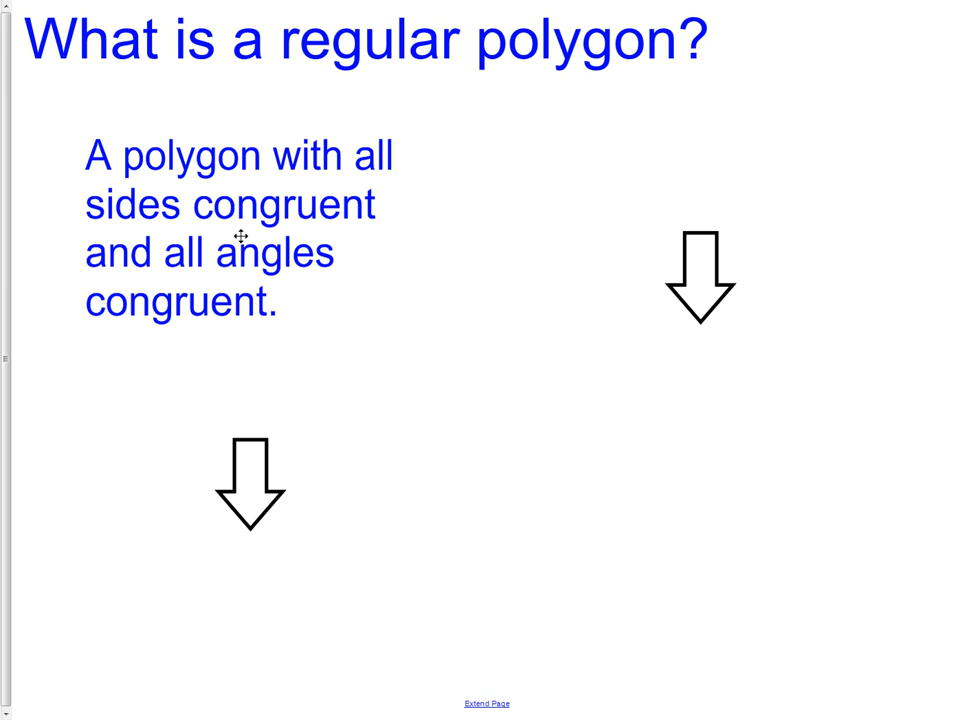 What is a regular polygon?
A polygon with all
sides congruent
and all angles
congruent.
Extend Page